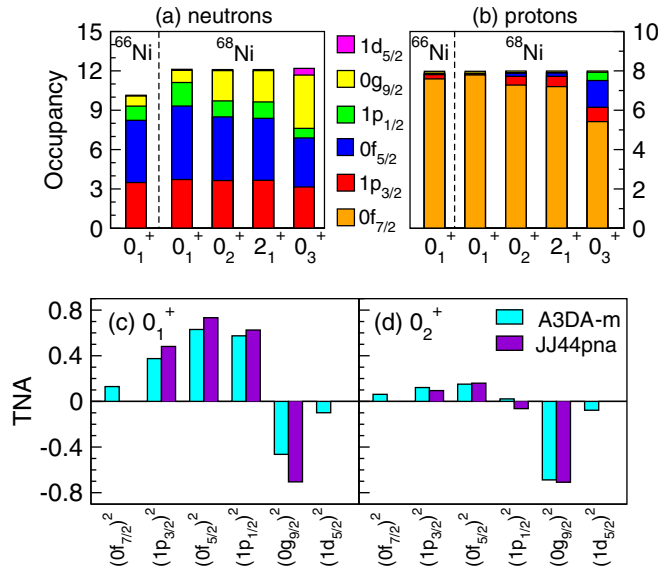 (a) neutrons
(b) protons
15
12
9
6
3
0
Occupancy
⁶⁶Ni
⁶⁸Ni
0₁⁺
0₁⁺
0₂⁺
2₁⁺
0₃⁺
1d₅/₂
0g₉/₂
1p₁/₂
0f₅/₂
1p₃/₂
0f₇/₂
⁶⁶Ni
⁶⁸Ni
0₁⁺
0₁⁺
0₂⁺
2₁⁺
0₃⁺
10
8
6
4
2
0
TNA
0.8
0.4
0
-0.4
-0.8
(c) 0₁⁺
(d) 0₂⁺
A3DA-m
JJ44pna
(0f₇/₂)²
(1p₃/₂)²
(0f₅/₂)²
(1p₁/₂)²
(0g₉/₂)²
(1d₅/₂)²
(0f₇/₂)²
(1p₃/₂)²
(0f₅/₂)²
(1p₁/₂)²
(0g₉/₂)²
(1d₅/₂)²